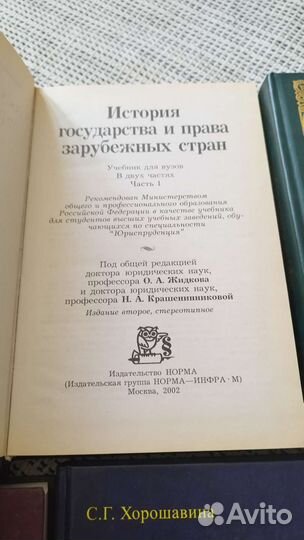 История
государства и права
зарубежных стран
Учебник для вузов
В двух частях
Часть 1
Рекомендован Министерством
общего и профессионального образования
Российской Федерации в качестве учебника
для студентов высших учебных заведений, обу-
чающихся по специальности
"Юриспруденция"
Под общей редакцией
доктора юридических наук,
профессора О. А. Жидкова
и доктора юридических наук,
профессора Н. А. Крашенинниковой
Издание второе, стереотипное
Издательство НОРМА
(Издательская группа НОРМА—ИНФРА · М)
Москва, 2002
С.Г. Хорошавина
Avito